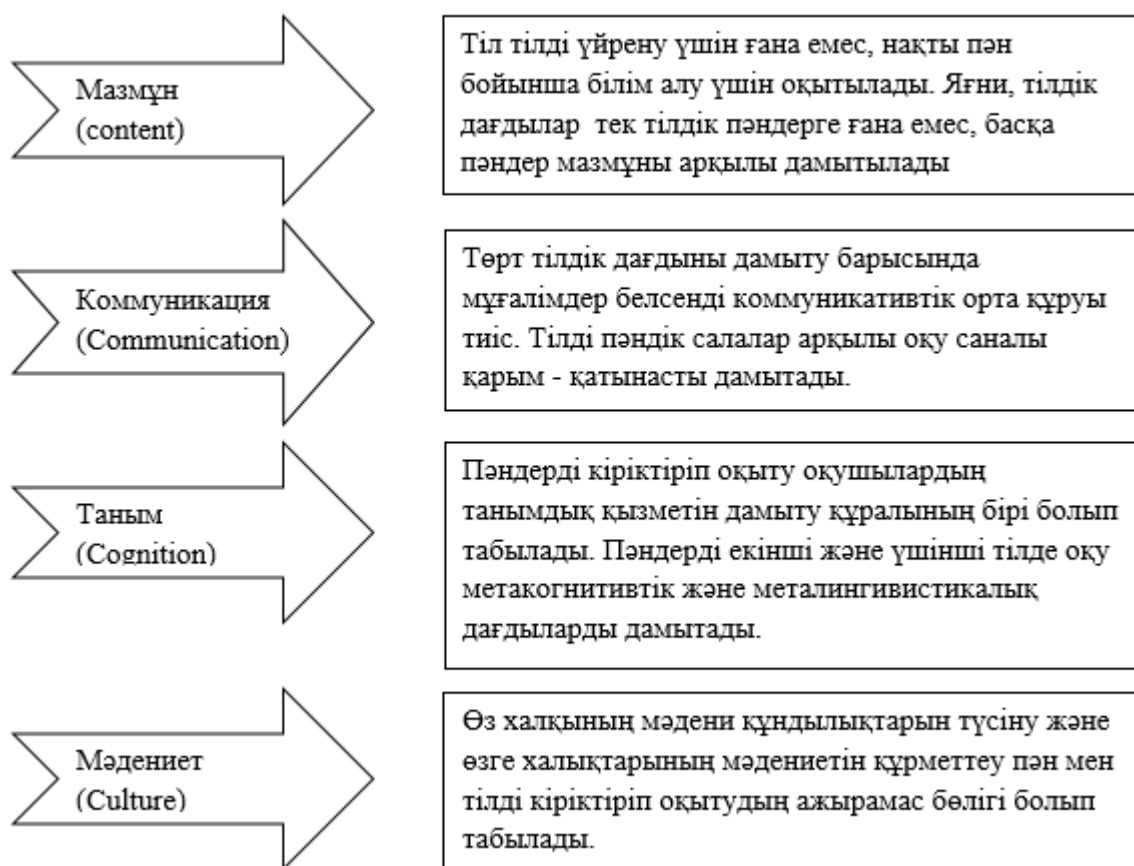 Мазмұн
(content)
Тіл тілді үйрену үшін ғана емес, нақты пән
бойынша білім алу үшін оқытылады. Яғни, тілдік
дағдылар тек тілдік пәндерге ғана емес, басқа
пәндер мазмұны арқылы дамытылады
Коммуникация
(Communication)
Төрт тілдік дағдыны дамыту барысында
мұғалімдер белсенді коммуникативтік орта құруы
тиіс. Тілді пәндік салалар арқылы оқу саналы
қарым - қатынасты дамытады.
Таным
(Cognition)
Пәндерді кіріктіріп оқыту оқушылардың
танымдық қызметін дамыту құралының бірі болып
табылады. Пәндерді екінші және үшінші тілде оқу
метакогнитивтік және металингивистикалық
дағдыларды дамытады.
Мәдениет
(Culture)
Өз халқының мәдени құндылықтарын түсіну және
өзге халықтарының мәдениетін құрметтеу пән мен
тілді кіріктіріп оқытудың ажырамас бөлігі болып
табылады.